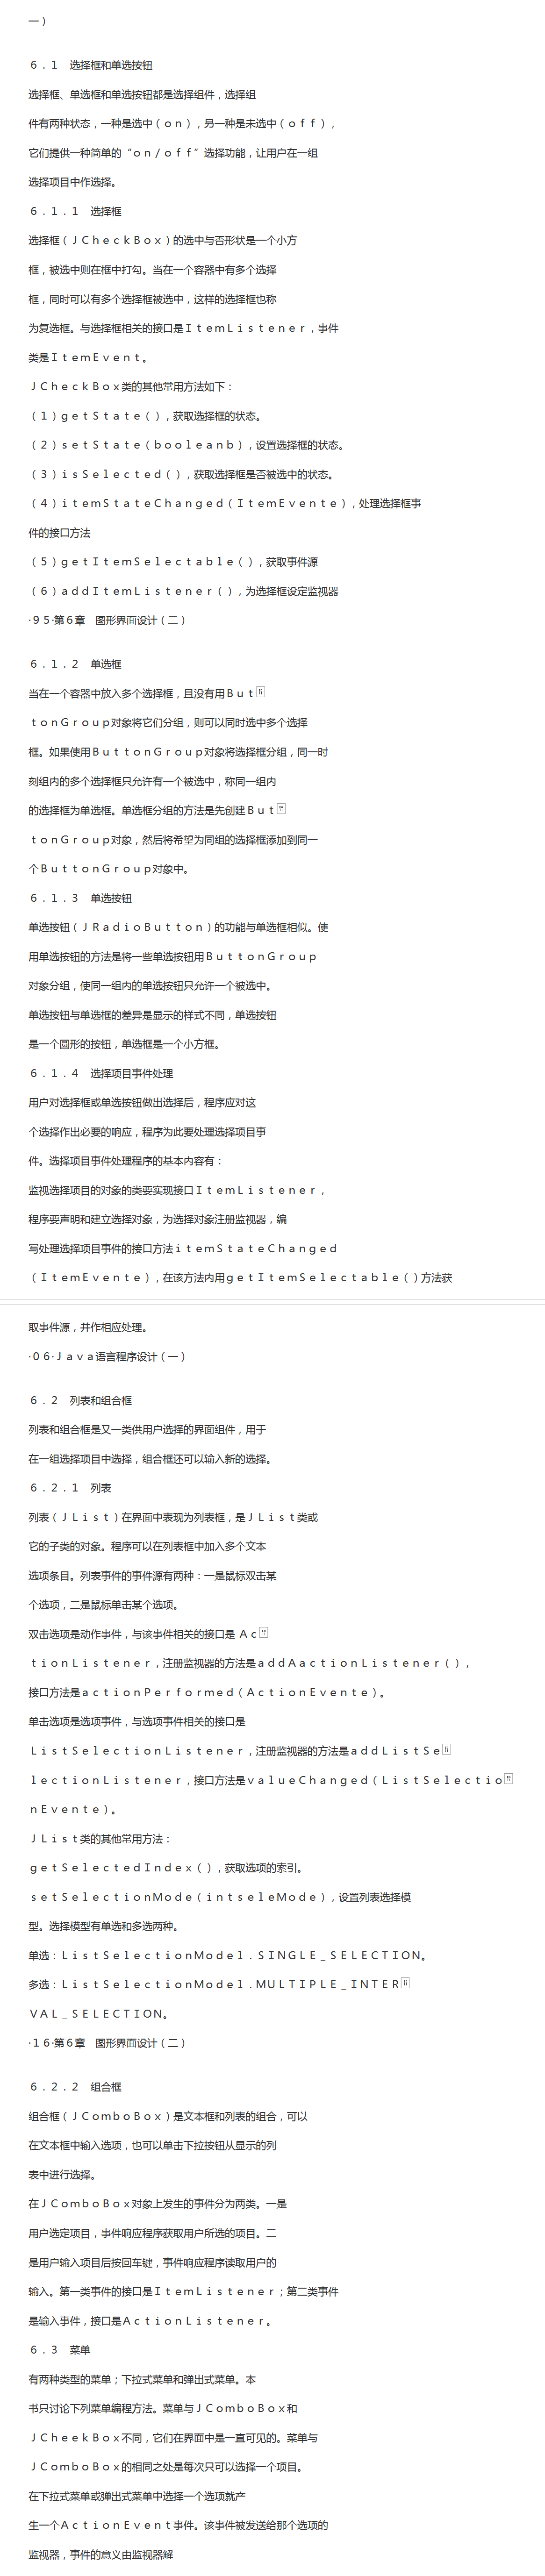 一）
６．１　选择框和单选按钮
选择框、单选框和单选按钮都是选择组件，选择组
件有两种状态，一种是选中（ｏｎ），另一种是未选中（ｏｆｆ），
它们提供一种简单的“ｏｎ／ｏｆｆ”选择功能，让用户在一组
选择项目中作选择。
６．１．１　选择框
选择框（ＪＣｈｅｃｋＢｏｘ）的选中与否形状是一个小方
框，被选中则在框中打勾。当在一个容器中有多个选择
框，同时可以有多个选择框被选中，这样的选择框也称
为复选框。与选择框相关的接口是ＩｔｅｍＬｉｓｔｅｎｅｒ，事件
类是ＩｔｅｍＥｖｅｎｔ。
ＪＣｈｅｃｋＢｏｘ类的其他常用方法如下：
（１）ｇｅｔＳｔａｔｅ（），获取选择框的状态。
（２）ｓｅｔＳｔａｔｅ（ｂｏｏｌｅａｎｂ），设置选择框的状态。
（３）ｉｓＳｅｌｅｃｔｅｄ（），获取选择框是否被选中的状态。
（４）ｉｔｅｍＳｔａｔｅＣｈａｎｇｅｄ（ＩｔｅｍＥｖｅｎｔｅ），处理选择框事
件的接口方法
（５）ｇｅｔＩｔｅｍＳｅｌｅｃｔａｂｌｅ（），获取事件源
（６）ａｄｄＩｔｅｍＬｉｓｔｅｎｅｒ（），为选择框设定监视器
·９５·第６章　图形界面设计（二）
６．１．２　单选框
当在一个容器中放入多个选择框，且没有用Ｂｕｔ
ｔｏｎＧｒｏｕｐ对象将它们分组，则可以同时选中多个选择
框。如果使用ＢｕｔｔｏｎＧｒｏｕｐ对象将选择框分组，同一时
刻组内的多个选择框只允许有一个被选中，称同一组内
的选择框为单选框。单选框分组的方法是先创建Ｂｕｔ
ｔｏｎＧｒｏｕｐ对象，然后将希望为同组的选择框添加到同一
个ＢｕｔｔｏｎＧｒｏｕｐ对象中。
６．１．３　单选按钮
单选按钮（ＪＲａｄｉｏＢｕｔｔｏｎ）的功能与单选框相似。使
用单选按钮的方法是将一些单选按钮用ＢｕｔｔｏｎＧｒｏｕｐ
对象分组，使同一组内的单选按钮只允许一个被选中。
单选按钮与单选框的差异是显示的样式不同，单选按钮
是一个圆形的按钮，单选框是一个小方框。
６．１．４　选择项目事件处理
用户对选择框或单选按钮做出选择后，程序应对这
个选择作出必要的响应，程序为此要处理选择项目事
件。选择项目事件处理程序的基本内容有：
监视选择项目的对象的类要实现接口ＩｔｅｍＬｉｓｔｅｎｅｒ，
程序要声明和建立选择对象，为选择对象注册监视器，编
写处理选择项目事件的接口方法ｉｔｅｍＳｔａｔｅＣｈａｎｇｅｄ
（ＩｔｅｍＥｖｅｎｔｅ），在该方法内用ｇｅｔＩｔｅｍＳｅｌｅｃｔａｂｌｅ（）方法获
取事件源，并作相应处理。
·０６·Ｊａｖａ语言程序设计（一）
６．２　列表和组合框
列表和组合框是又一类供用户选择的界面组件，用于
在一组选择项目中选择，组合框还可以输入新的选择。
６．２．１　列表
列表（ＪＬｉｓｔ）在界面中表现为列表框，是ＪＬｉｓｔ类或
它的子类的对象。程序可以在列表框中加入多个文本
选项条目。列表事件的事件源有两种：一是鼠标双击某
个选项，二是鼠标单击某个选项。
双击选项是动作事件，与该事件相关的接口是 Ａｃ
ｔｉｏｎＬｉｓｔｅｎｅｒ，注册监视器的方法是ａｄｄＡａｃｔｉｏｎＬｉｓｔｅｎｅｒ（），
接口方法是ａｃｔｉｏｎＰｅｒｆｏｒｍｅｄ（ＡｃｔｉｏｎＥｖｅｎｔｅ）。
单击选项是选项事件，与选项事件相关的接口是
ＬｉｓｔＳｅｌｅｃｔｉｏｎＬｉｓｔｅｎｅｒ，注册监视器的方法是ａｄｄＬｉｓｔＳｅ
ｌｅｃｔｉｏｎＬｉｓｔｅｎｅｒ，接口方法是ｖａｌｕｅＣｈａｎｇｅｄ（ＬｉｓｔＳｅｌｅｃｔｉｏ
ｎＥｖｅｎｔｅ）。
ＪＬｉｓｔ类的其他常用方法：
ｇｅｔＳｅｌｅｃｔｅｄＩｎｄｅｘ（），获取选项的索引。
ｓｅｔＳｅｌｅｃｔｉｏｎＭｏｄｅ（ｉｎｔｓｅｌｅＭｏｄｅ），设置列表选择模
型。选择模型有单选和多选两种。
单选：ＬｉｓｔＳｅｌｅｃｔｉｏｎＭｏｄｅｌ．ＳＩＮＧＬＥ＿ＳＥＬＥＣＴＩＯＮ。
多选：ＬｉｓｔＳｅｌｅｃｔｉｏｎＭｏｄｅｌ．ＭＵＬＴＩＰＬＥ＿ＩＮＴＥＲ
ＶＡＬ＿ＳＥＬＥＣＴＩＯＮ。
·１６·第６章　图形界面设计（二）
６．２．２　组合框
组合框（ＪＣｏｍｂｏＢｏｘ）是文本框和列表的组合，可以
在文本框中输入选项，也可以单击下拉按钮从显示的列
表中进行选择。
在ＪＣｏｍｂｏＢｏｘ对象上发生的事件分为两类。一是
用户选定项目，事件响应程序获取用户所选的项目。二
是用户输入项目后按回车键，事件响应程序读取用户的
输入。第一类事件的接口是ＩｔｅｍＬｉｓｔｅｎｅｒ；第二类事件
是输入事件，接口是ＡｃｔｉｏｎＬｉｓｔｅｎｅｒ。
６．３　菜单
有两种类型的菜单；下拉式菜单和弹出式菜单。本
书只讨论下列菜单编程方法。菜单与ＪＣｏｍｂｏＢｏｘ和
ＪＣｈｅｅｋＢｏｘ不同，它们在界面中是一直可见的。菜单与
ＪＣｏｍｂｏＢｏｘ的相同之处是每次只可以选择一个项目。
在下拉式菜单或弹出式菜单中选择一个选项就产
生一个ＡｃｔｉｏｎＥｖｅｎｔ事件。该事件被发送给那个选项的
监视器，事件的意义由监视器解